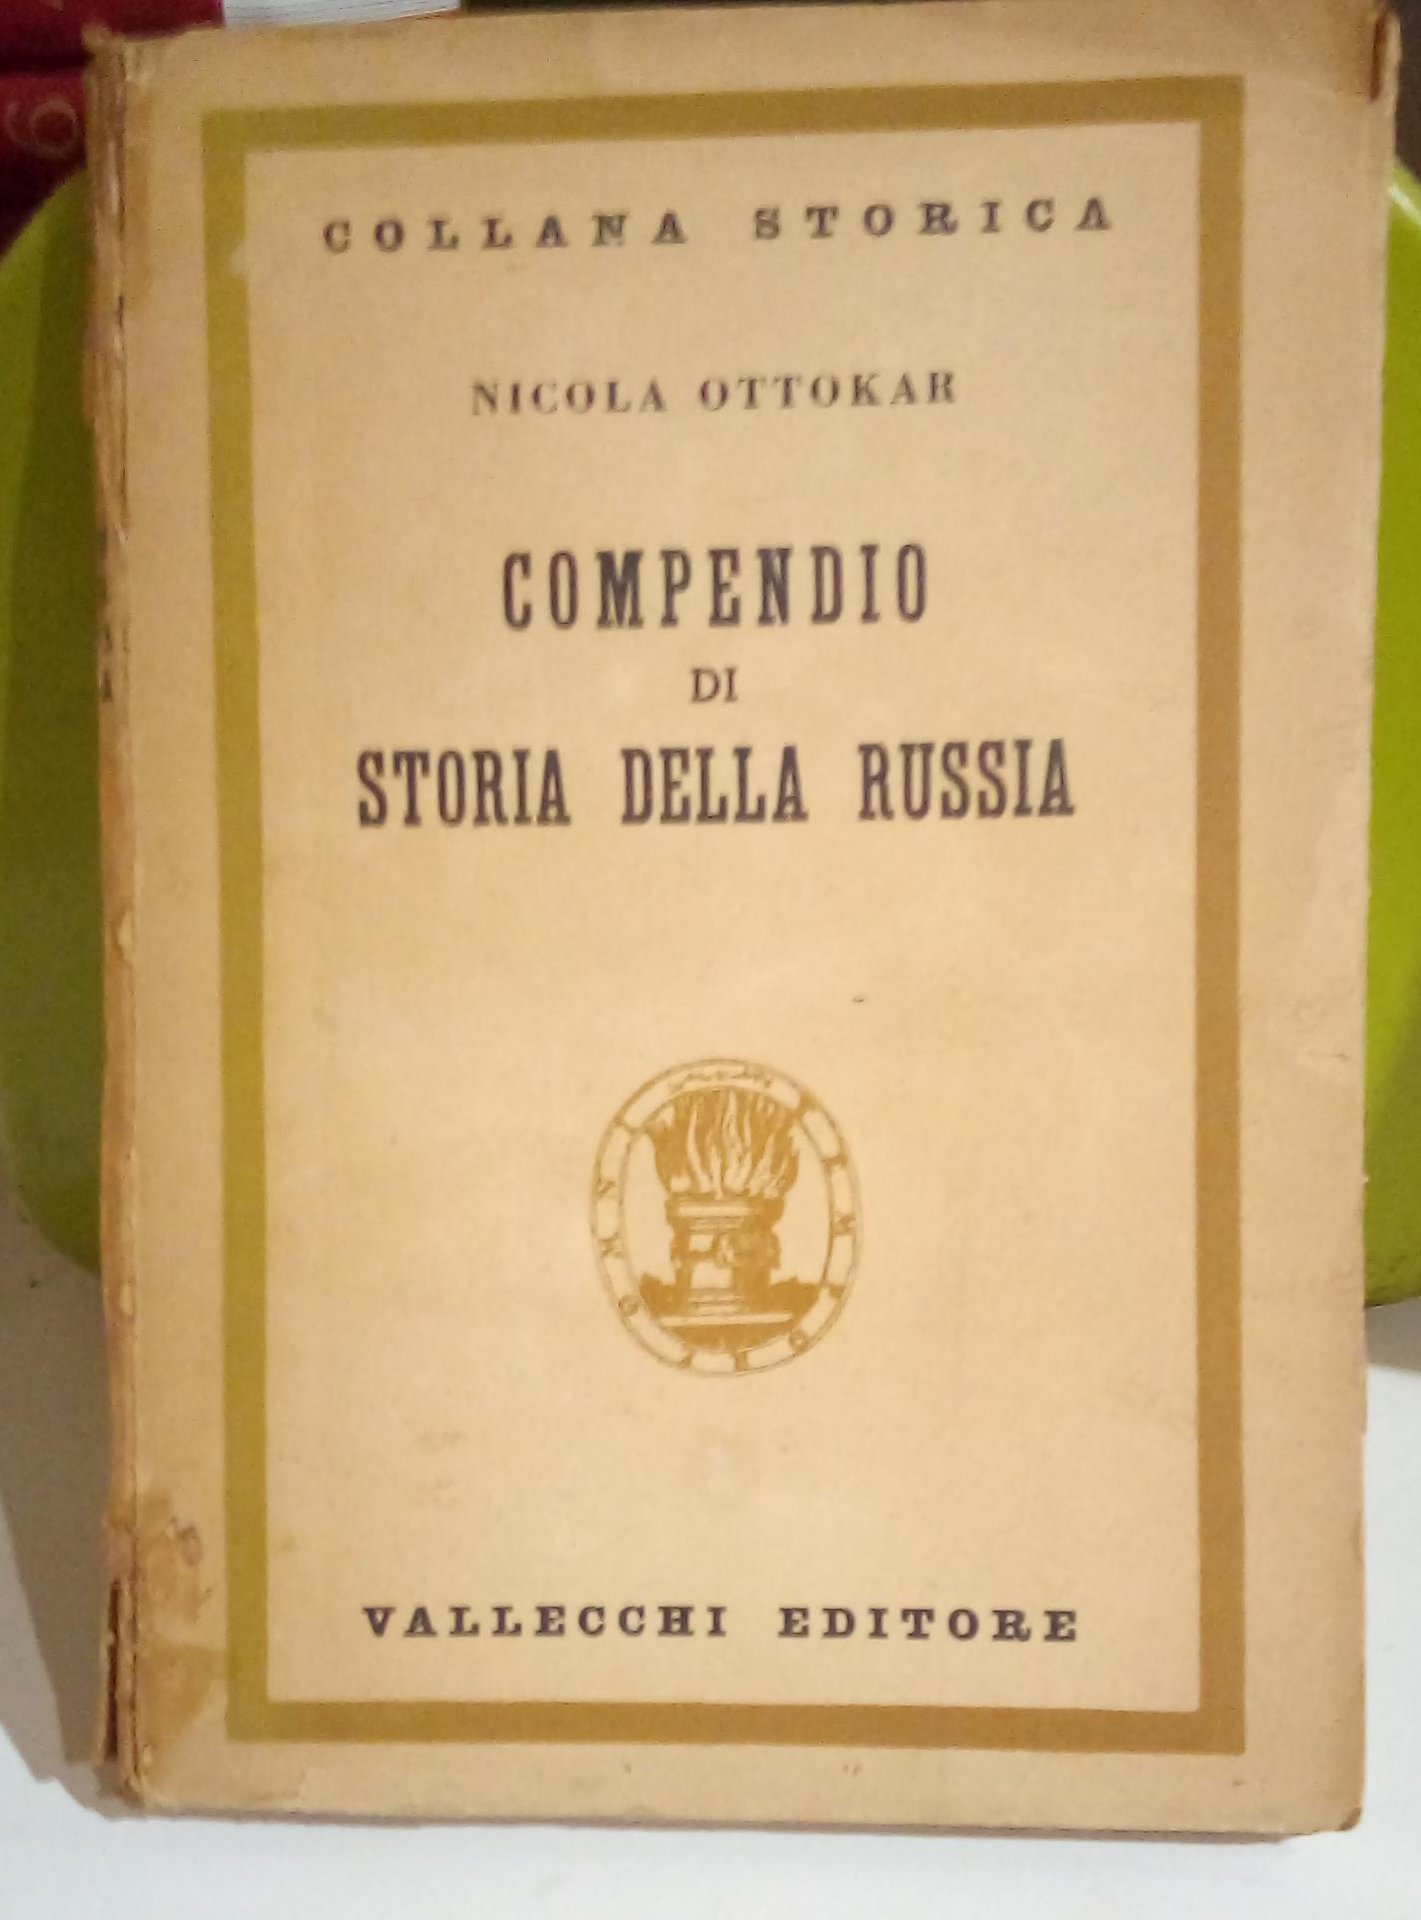 COLLANA STORICA
NICOLA OTTOKAR
COMPENDIO
DI
STORIA DELLA RUSSIA
VALLECCHI EDITORE